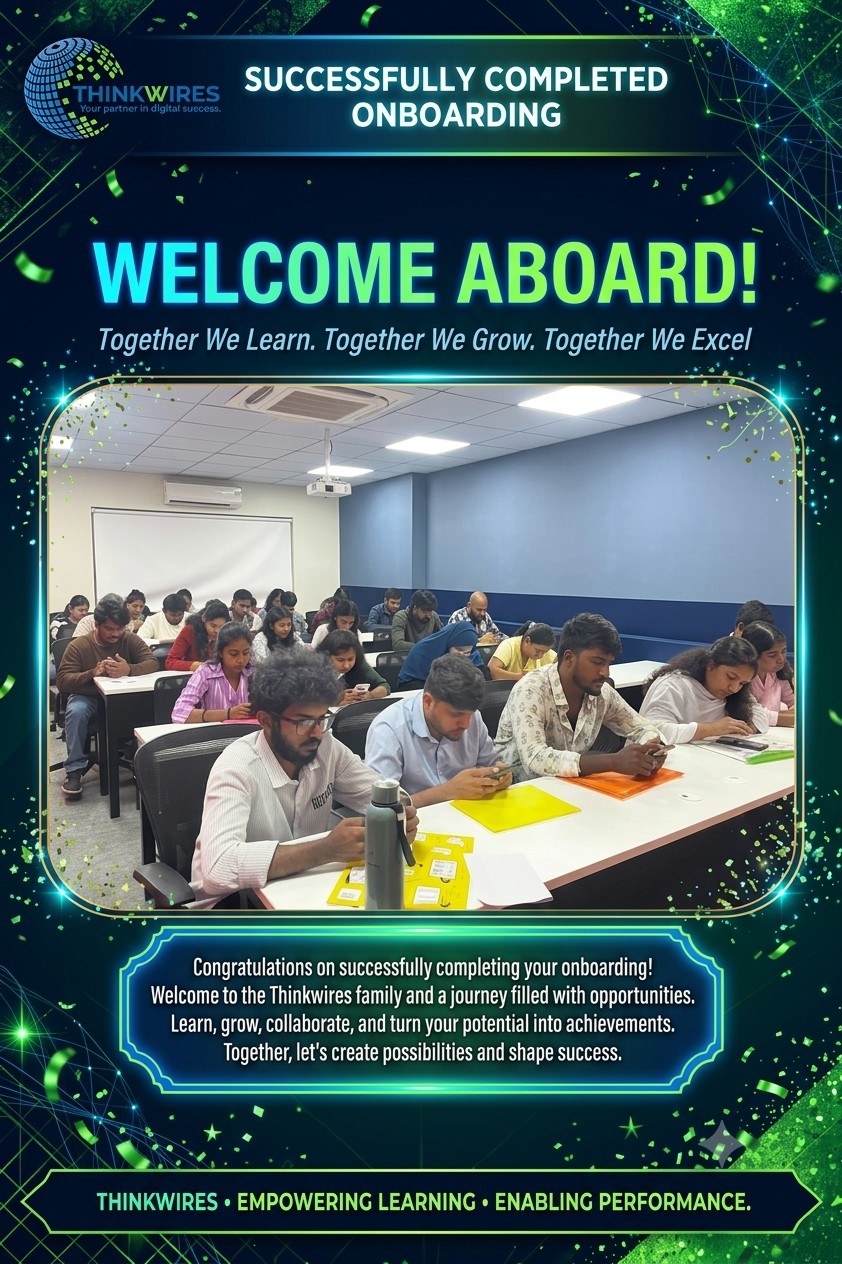 THINKWIRES
Your partner in digital success.
SUCCESSFULLY COMPLETED
ONBOARDING
WELCOME ABOARD!
Together We Learn. Together We Grow. Together We Excel
Congratulations on successfully completing your onboarding!
Welcome to the Thinkwires family and a journey filled with opportunities.
Learn, grow, collaborate, and turn your potential into achievements.
Together, let's create possibilities and shape success.
THINKWIRES • EMPOWERING LEARNING • ENABLING PERFORMANCE.